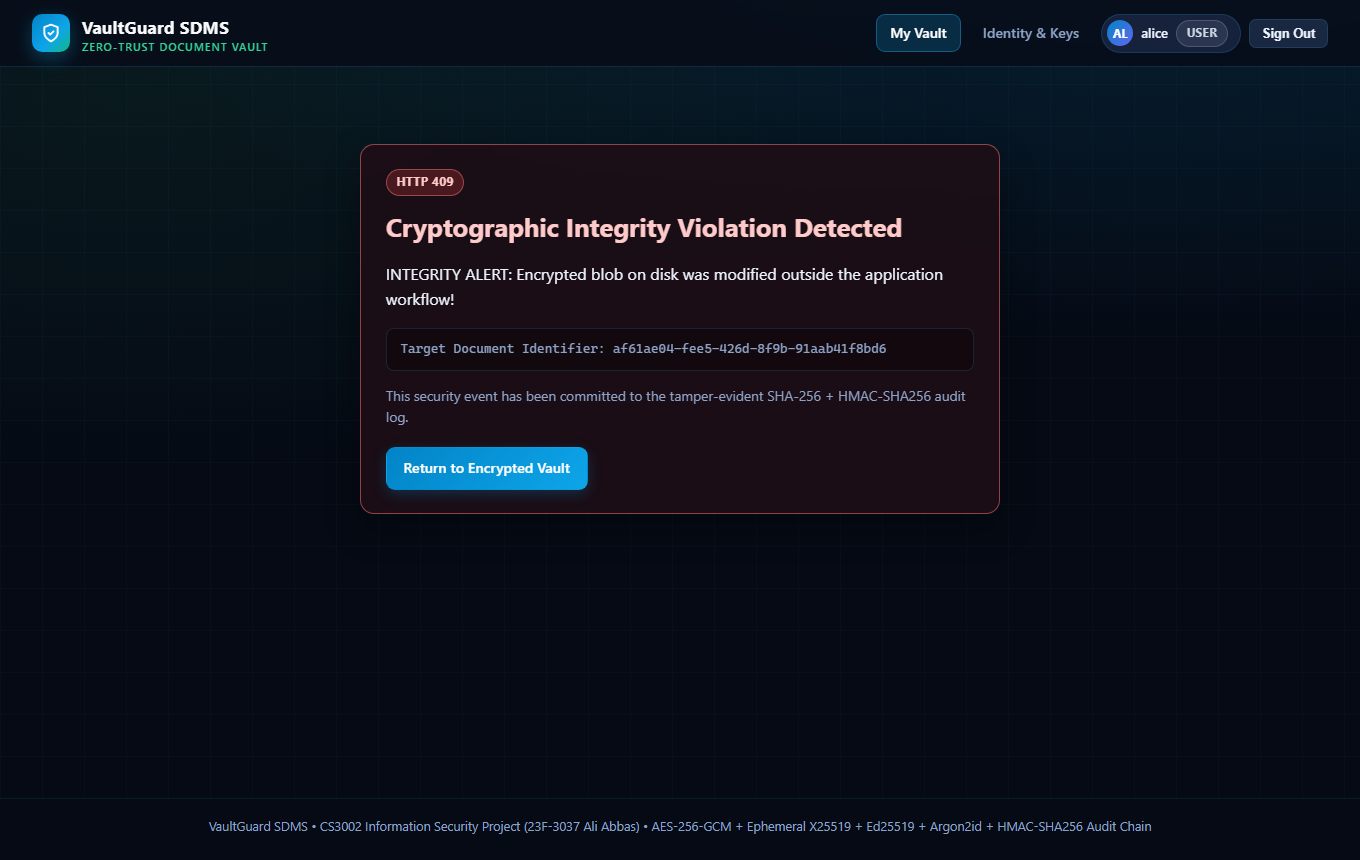 VaultGuard SDMS
ZERO-TRUST DOCUMENT VAULT
My Vault
Identity & Keys
AL
alice
USER
Sign Out
HTTP 409
Cryptographic Integrity Violation Detected
INTEGRITY ALERT: Encrypted blob on disk was modified outside the application
workflow!
Target Document Identifier: af61ae04-fee5-426d-8f9b-91aab41f8bd6
This security event has been committed to the tamper-evident SHA-256 + HMAC-SHA256 audit
log.
Return to Encrypted Vault
VaultGuard SDMS • CS3002 Information Security Project (23F-3037 Ali Abbas) • AES-256-GCM + Ephemeral X25519 + Ed25519 + Argon2id + HMAC-SHA256 Audit Chain